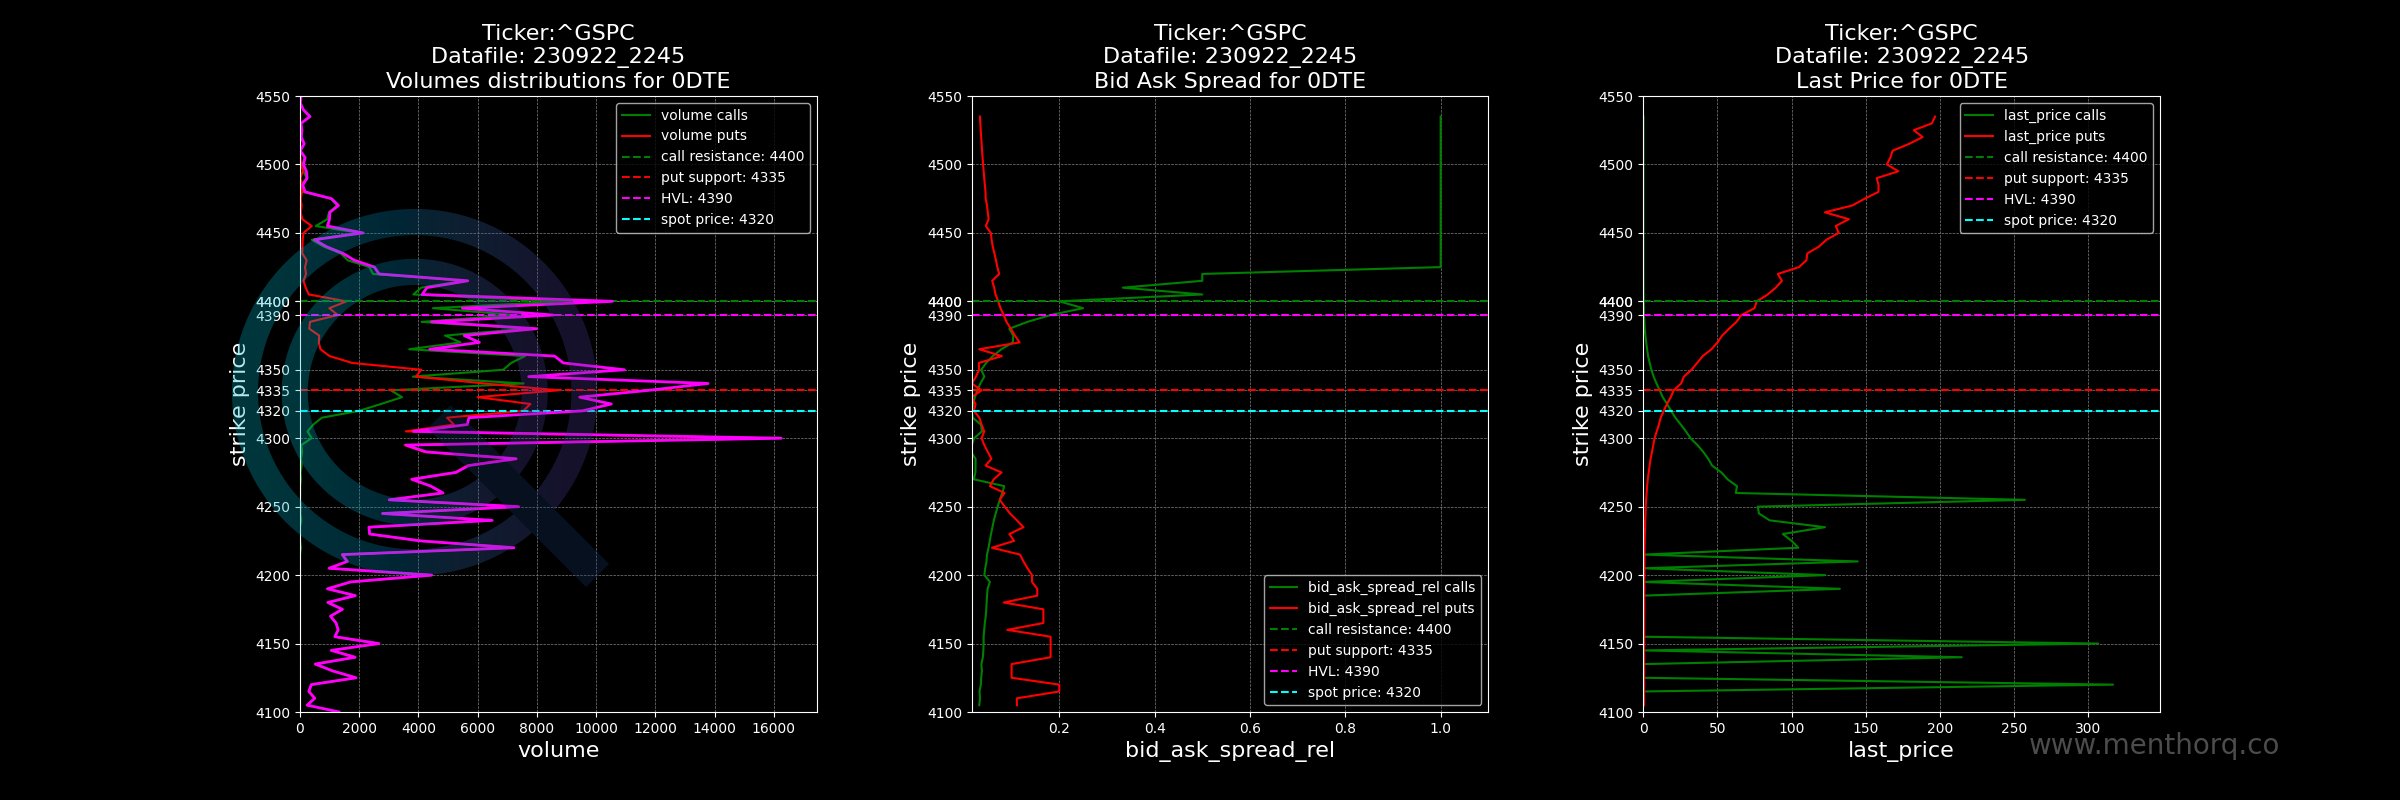 Ticker:^GSPC
Datafile: 230922_2245
Volumes distributions for 0DTE
4550
4500
4450
4400
4390
4350
4335
4320
4300
4250
4200
4150
4100
strike price
0 2000 4000 6000 8000 10000 12000 14000 16000
volume
volume calls
volume puts
call resistance: 4400
put support: 4335
HVL: 4390
spot price: 4320
Ticker:^GSPC
Datafile: 230922_2245
Bid Ask Spread for 0DTE
4550
4500
4450
4400
4390
4350
4335
4320
4300
4250
4200
4150
4100
strike price
0.2 0.4 0.6 0.8 1.0
bid_ask_spread_rel
bid_ask_spread_rel calls
bid_ask_spread_rel puts
call resistance: 4400
put support: 4335
HVL: 4390
spot price: 4320
Ticker:^GSPC
Datafile: 230922_2245
Last Price for 0DTE
4550
4500
4450
4400
4390
4350
4335
4320
4300
4250
4200
4150
4100
strike price
0 50 100 150 200 250 300
last_price
last_price calls
last_price puts
call resistance: 4400
put support: 4335
HVL: 4390
spot price: 4320
www.menthorq.co